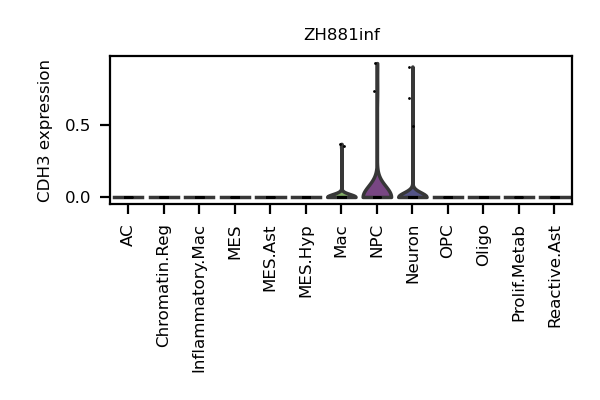 ZH881inf
CDH3 expression
0.5
0.0
AC
Chromatin.Reg
Inflammatory.Mac
MES
MES.Ast
MES.Hyp
Mac
NPC
Neuron
OPC
Oligo
Prolif.Metab
Reactive.Ast